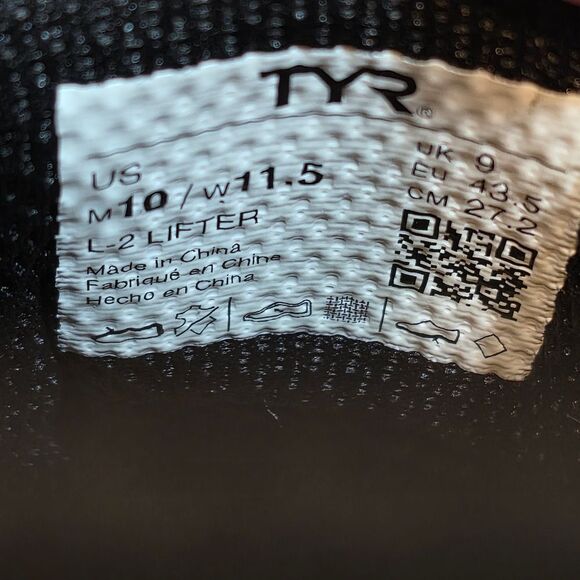 TYR®
US
M10 / W11.5
L-2 LIFTER
Made in China
Fabriqué en Chine
Hecho en China
UK 9
EU 43.5
CM 27.2